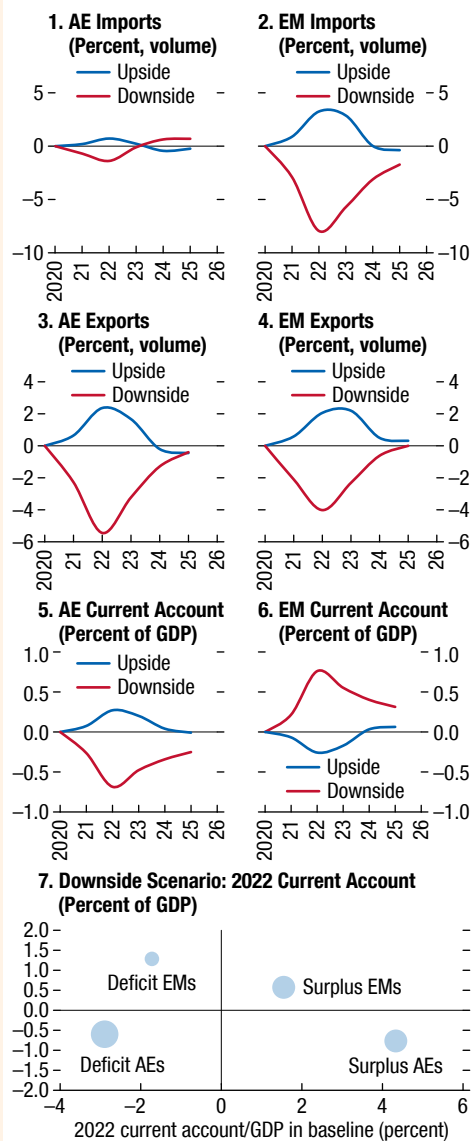 1. AE Imports
(Percent, volume)
Upside
Downside
5
0
–5
–10
2020
21
22
23
24
25
26
2. EM Imports
(Percent, volume)
Upside
Downside
5
0
–5
–10
2020
21
22
23
24
25
26
3. AE Exports
(Percent, volume)
Upside
Downside
4
2
0
–2
–4
–6
2020
21
22
23
24
25
26
4. EM Exports
(Percent, volume)
Upside
Downside
4
2
0
–2
–4
–6
2020
21
22
23
24
25
26
5. AE Current Account
(Percent of GDP)
Upside
Downside
1.0
0.5
0.0
–0.5
–1.0
2020
21
22
23
24
25
26
6. EM Current Account
(Percent of GDP)
Upside
Downside
1.0
0.5
0.0
–0.5
–1.0
2020
21
22
23
24
25
26
7. Downside Scenario: 2022 Current Account
(Percent of GDP)
2.0
1.5
1.0
0.5
0.0
–0.5
–1.0
–1.5
–2.0
Deficit EMs
Surplus EMs
Deficit AEs
Surplus AEs
–4
–2
0
2
4
6
2022 current account/GDP in baseline (percent)